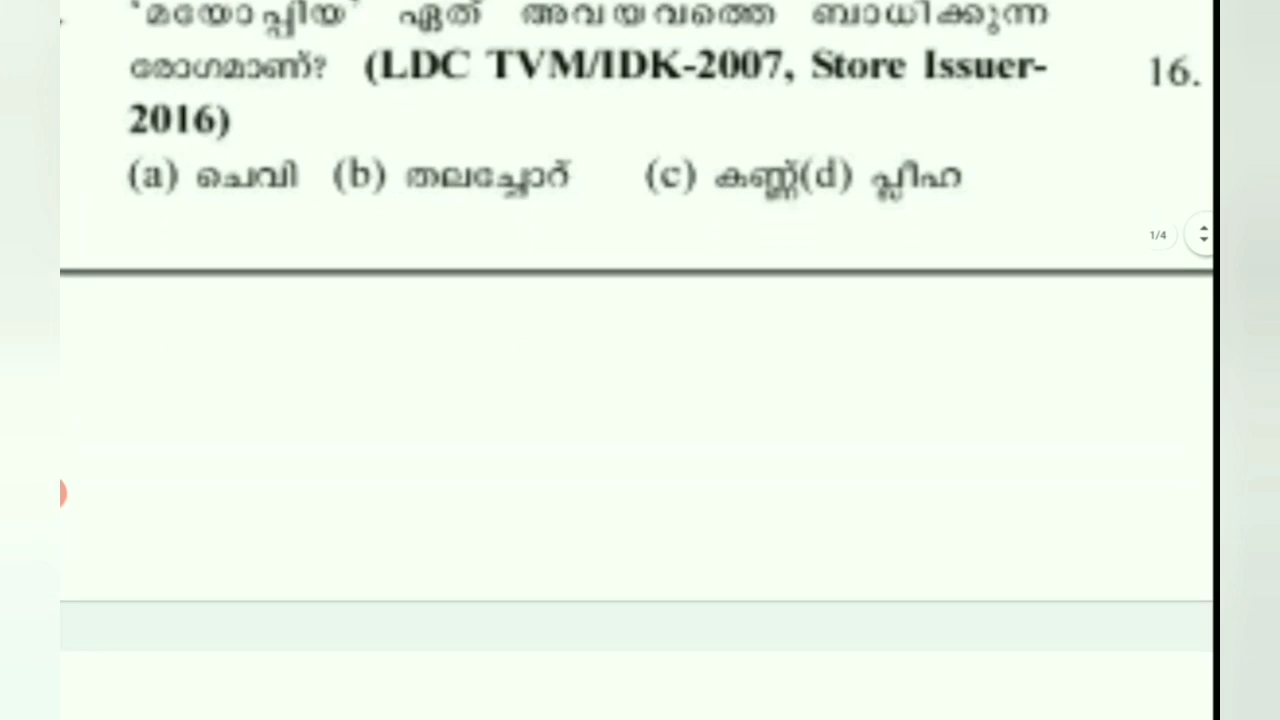 'മയോപ്പിയ' ഏത് അവയവത്തെ ബാധിക്കുന്ന
രോഗമാണ്? (LDC TVM/IDK-2007, Store Issuer-
2016)
16.
(a) ചെവി (b) തലച്ചോറ് (c) കണ്ണ് (d) പ്ലീഹ
1/4